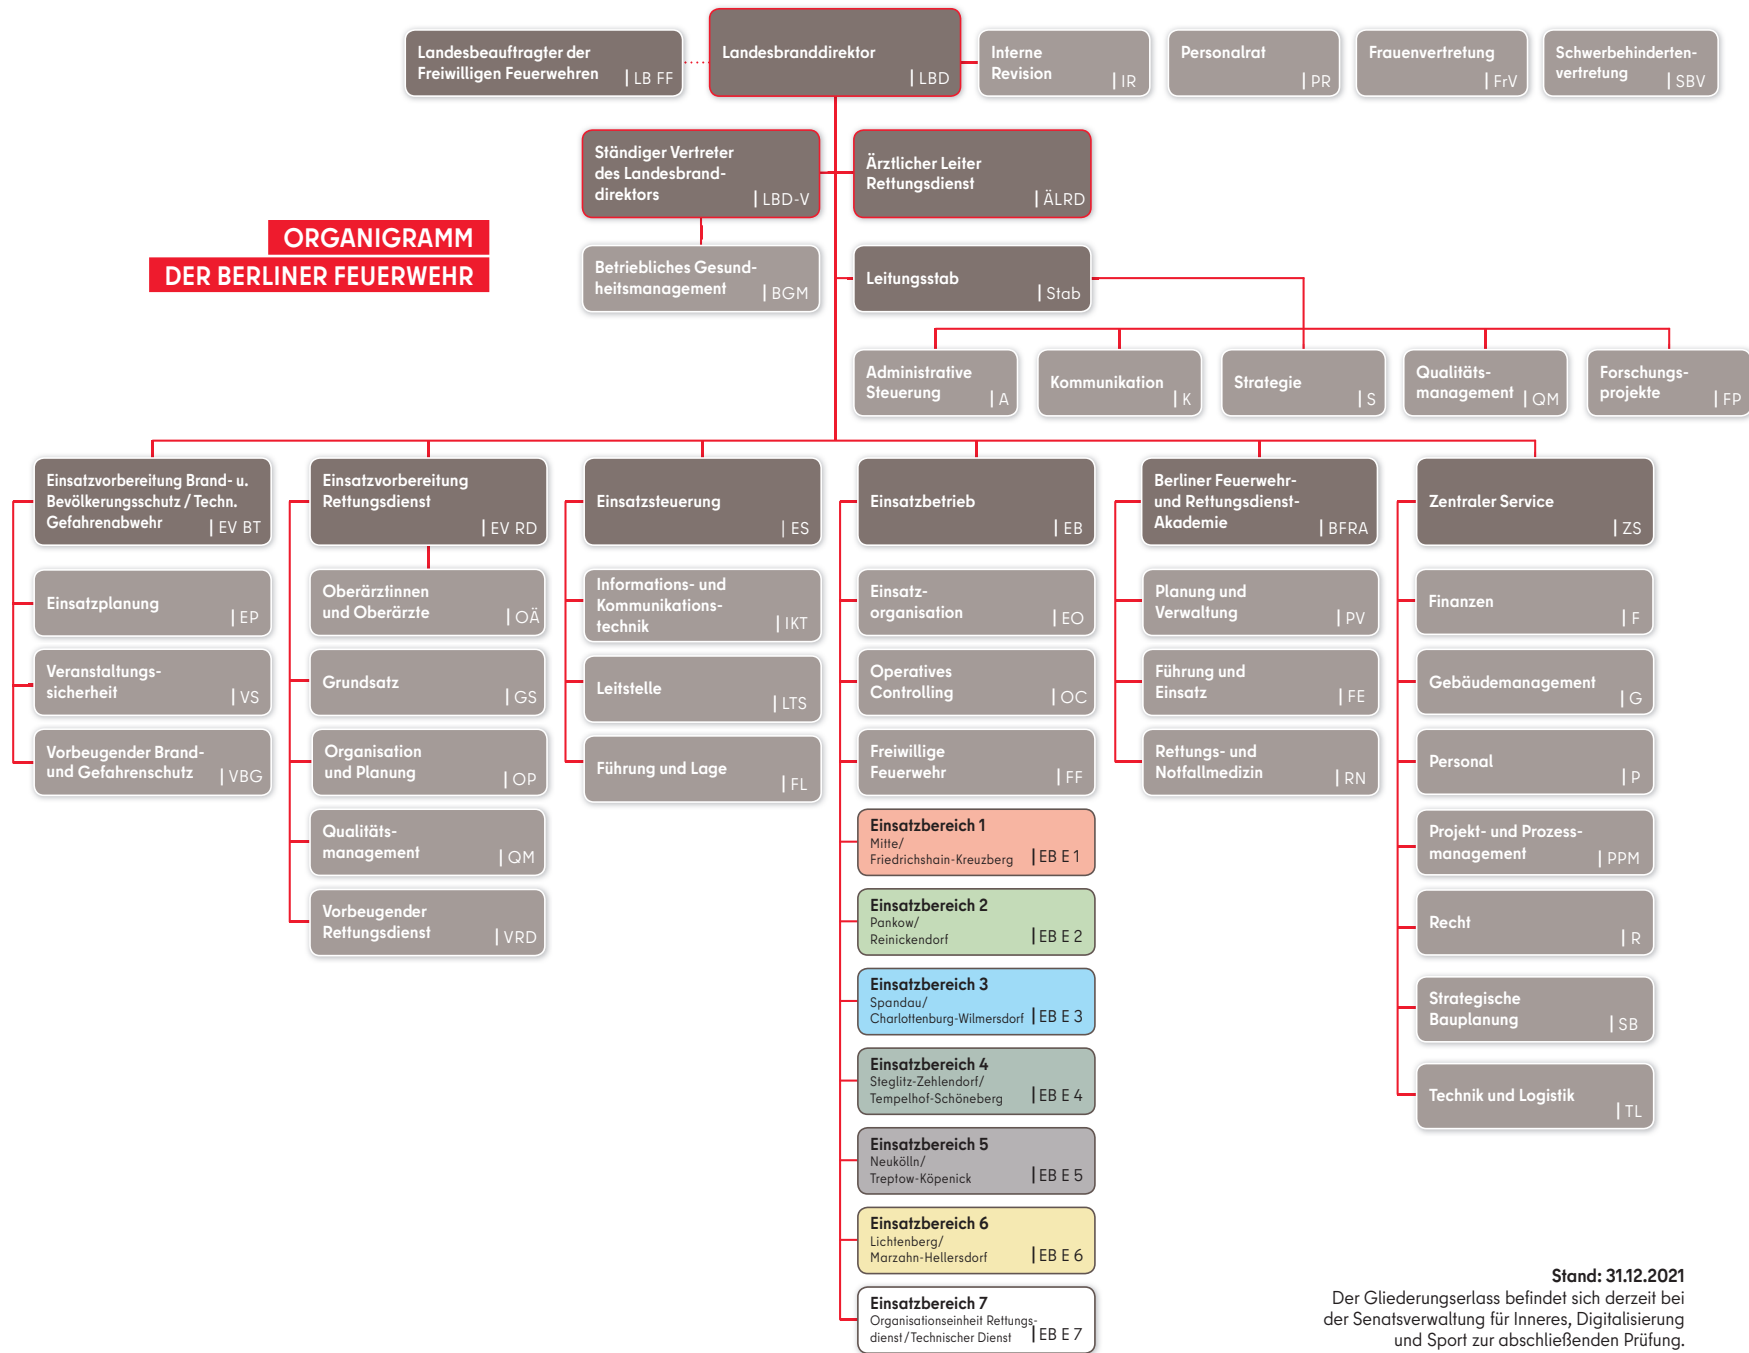 Landesbeauftragter der
Freiwilligen Feuerwehren | LB FF
Landesbranddirektor
| LBD
Interne
Revision | IR
Personalrat
| PR
Frauenvertretung
| FrV
Schwerbehinderten-
vertretung | SBV
Ständiger Vertreter
des Landesbrand-
direktors | LBD-V
Ärztlicher Leiter
Rettungsdienst
| ÄLRD
ORGANIGRAMM
DER BERLINER FEUERWEHR
Betriebliches Gesund-
heitsmanagement | BGM
Leitungsstab
| Stab
Administrative
Steuerung | A
Kommunikation
| K
Strategie
| S
Qualitäts-
management | QM
Forschungs-
projekte | FP
Einsatzvorbereitung Brand- u.
Bevölkerungsschutz / Techn.
Gefahrenabwehr | EV BT
Einsatzplanung
| EP
Veranstaltungs-
sicherheit | VS
Vorbeugender Brand-
und Gefahrenschutz | VBG
Einsatzvorbereitung
Rettungsdienst
| EV RD
Oberärztinnen
und Oberärzte | OÄ
Grundsatz
| GS
Organisation
und Planung | OP
Qualitäts-
management | QM
Vorbeugender
Rettungsdienst | VRD
Einsatzsteuerung
| ES
Informations- und
Kommunikations-
technik | IKT
Leitstelle
| LTS
Führung und Lage
| FL
Einsatzbetrieb
| EB
Einsatz-
organisation | EO
Operatives
Controlling | OC
Freiwillige
Feuerwehr | FF
Einsatzbereich 1
Mitte/
Friedrichshain-Kreuzberg | EB E 1
Einsatzbereich 2
Pankow/
Reinickendorf | EB E 2
Einsatzbereich 3
Spandau/
Charlottenburg-Wilmersdorf | EB E 3
Einsatzbereich 4
Steglitz-Zehlendorf/
Tempelhof-Schöneberg | EB E 4
Einsatzbereich 5
Neukölln/
Treptow-Köpenick | EB E 5
Einsatzbereich 6
Lichtenberg/
Marzahn-Hellersdorf | EB E 6
Einsatzbereich 7
Organisationseinheit Rettungs-
dienst/Technischer Dienst | EB E 7
Berliner Feuerwehr-
und Rettungsdienst-
Akademie | BFRA
Planung und
Verwaltung | PV
Führung und
Einsatz | FE
Rettungs- und
Notfallmedizin | RN
Zentraler Service
| ZS
Finanzen
| F
Gebäudemanagement
| G
Personal
| P
Projekt- und Prozess-
management | PPM
Recht
| R
Strategische
Bauplanung | SB
Technik und Logistik
| TL
Stand: 31.12.2021
Der Gliederungserlass befindet sich derzeit bei
der Senatsverwaltung für Inneres, Digitalisierung
und Sport zur abschließenden Prüfung.